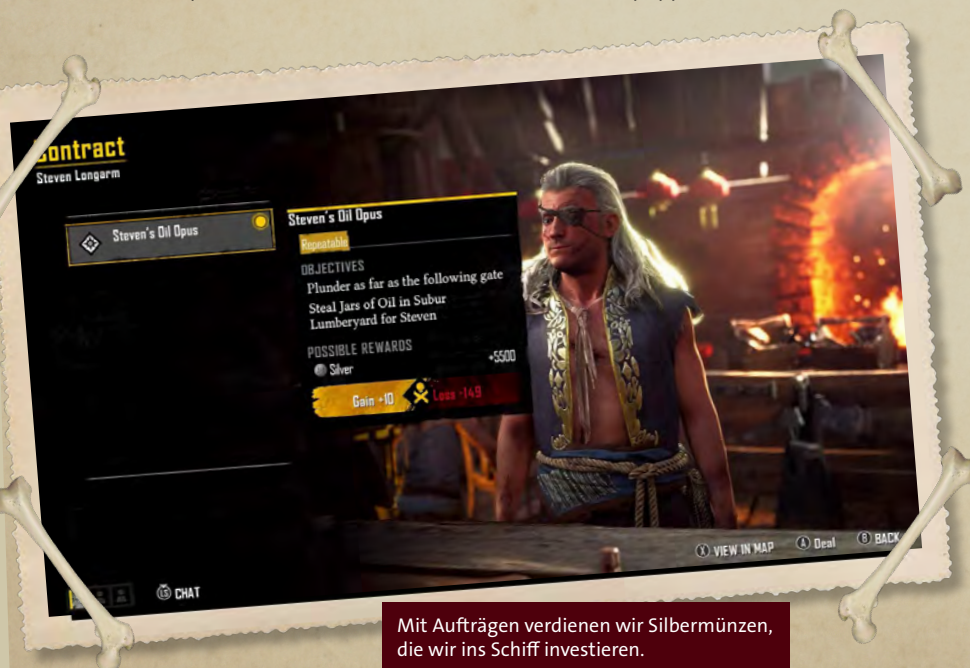 Contract
Steven Longarm
Steven's Oil Opus
Steven's Oil Opus
Repeatable
OBJECTIVES
Plunder as far as the following gate
Steal Jars of Oil in Subur
Lumberyard for Steven
POSSIBLE REWARDS
Silver +5500
Gain +10 Loss -149
(X) VIEW IN MAP (A) Deal (B) BACK
(LS) CHAT
Mit Aufträgen verdienen wir Silbermünzen,
die wir ins Schiff investieren.